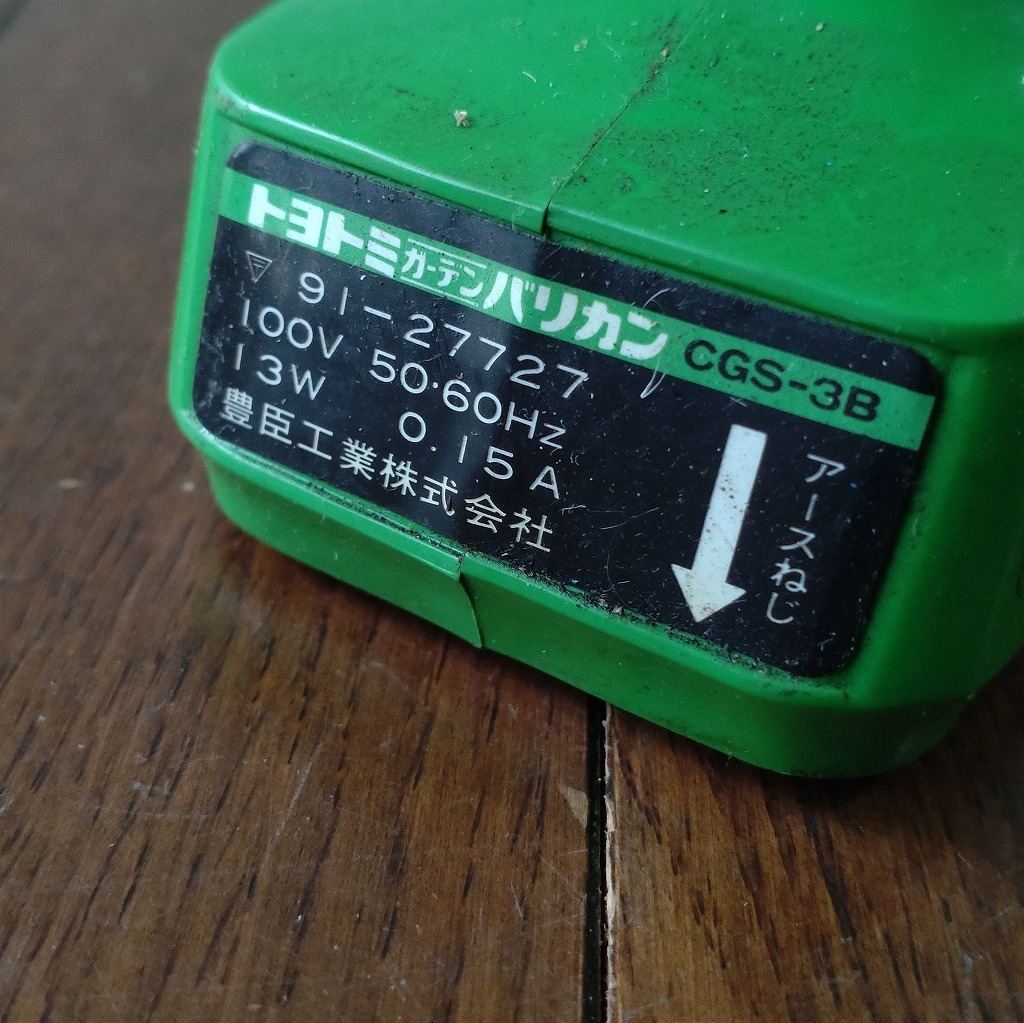 トヨトミガーデンバリカン CGS-3B
▽ 91-27727
100V 50·60Hz
13W 0.15A
豊臣工業株式会社
アースねじ